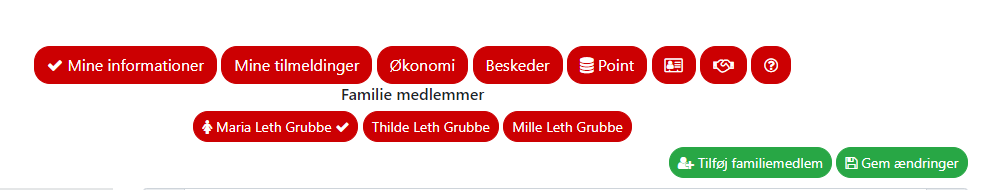 Mine informationer Mine tilmeldinger Økonomi Beskeder Point
Familie medlemmer
Maria Leth Grubbe Thilde Leth Grubbe Mille Leth Grubbe
Tilføj familiemedlem Gem ændringer